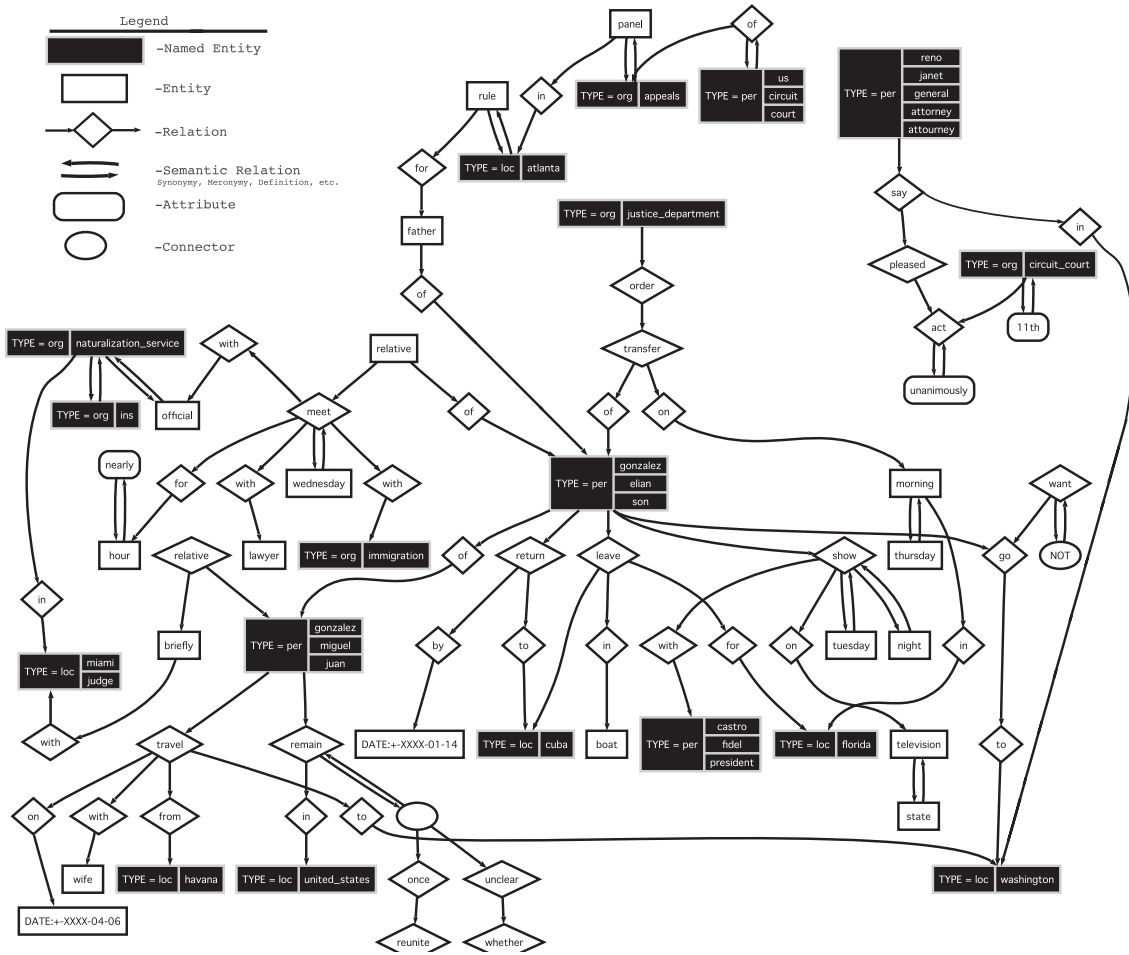 Legend
-Named Entity
-Entity
-Relation
-Semantic Relation
Synonymy, Meronymy, Definition, etc.
-Attribute
-Connector
panel
of
TYPE = org appeals
TYPE = per us circuit court
rule
in
TYPE = loc atlanta
for
father
of
TYPE = per reno janet general attorney attourney
say
in
pleased
TYPE = org circuit_court
act
11th
unanimously
TYPE = org justice_department
order
transfer
of
on
TYPE = org naturalization_service
with
relative
TYPE = org ins
official
meet
of
nearly
for
with
wednesday
with
hour
relative
lawyer
TYPE = org immigration
TYPE = per gonzalez elian son
morning
want
of
return
leave
show
thursday
go
NOT
in
briefly
TYPE = per gonzalez miguel juan
by
to
in
with
for
on
tuesday
night
in
TYPE = loc miami judge
with
travel
remain
DATE:+-XXXX-01-14
TYPE = loc cuba
boat
TYPE = per castro fidel president
TYPE = loc florida
television
to
on
with
from
in
to
state
wife
TYPE = loc havana
TYPE = loc united_states
once
unclear
TYPE = loc washington
DATE:+-XXXX-04-06
reunite
whether